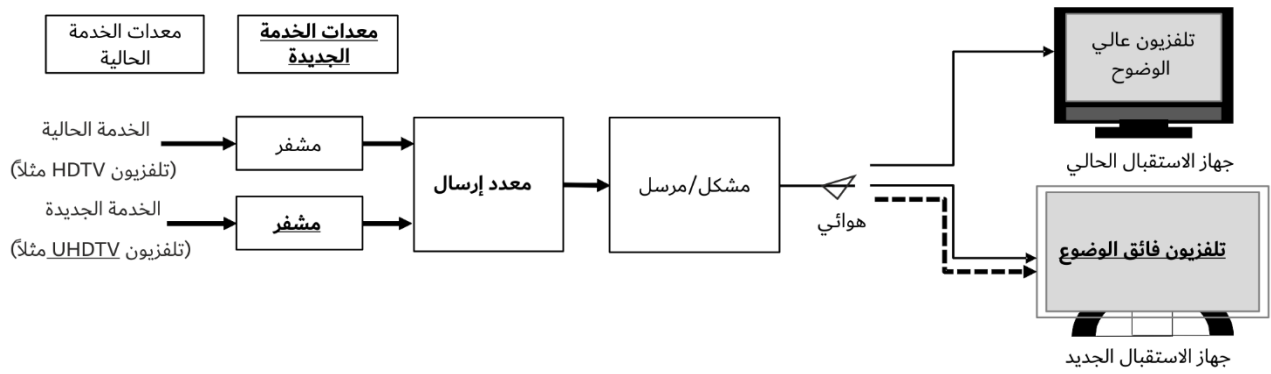 معدات الخدمة
الحالية
معدات الخدمة
الجديدة
تلفزيون عالي
الوضوح
جهاز الاستقبال الحالي
الخدمة الحالية
(تلفزيون HDTV مثلاً)
مشفر
الخدمة الجديدة
(تلفزيون UHDTV مثلاً)
مشفر
معدد إرسال
مشكل/مرسل
هوائي
تلفزيون فائق الوضوع
جهاز الاستقبال الجديد